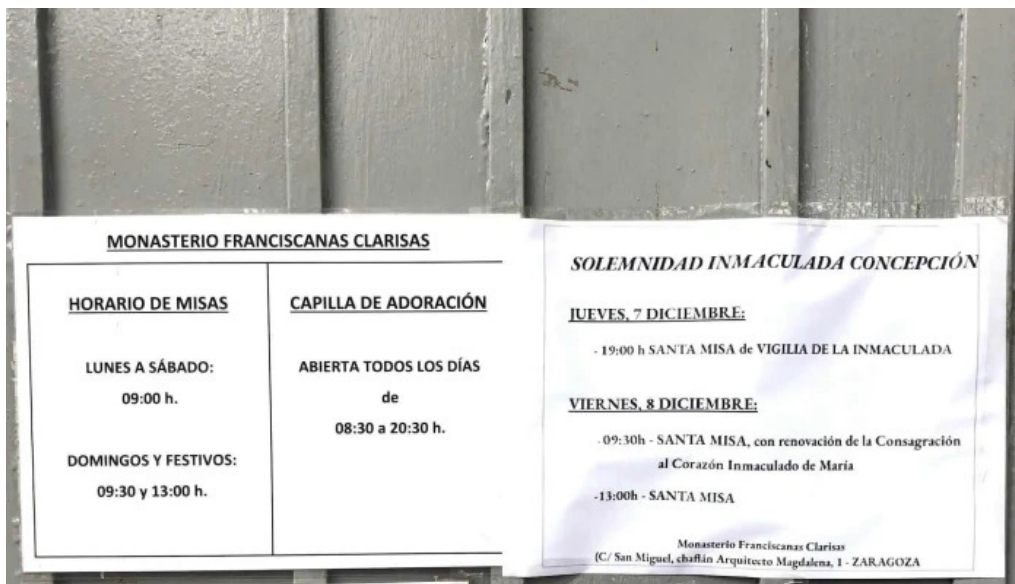 MONASTERIO FRANCISCANAS CLARISAS
HORARIO DE MISAS
LUNES A SÁBADO:
09:00 h.
DOMINGOS Y FESTIVOS:
09:30 y 13:00 h.
CAPILLA DE ADORACIÓN
ABIERTA TODOS LOS DÍAS
de
08:30 a 20:30 h.
SOLEMNIDAD INMACULADA CONCEPCIÓN
JUEVES, 7 DICIEMBRE:
- 19:00 h SANTA MISA de VIGILIA DE LA INMACULADA
VIERNES, 8 DICIEMBRE:
- 09:30h - SANTA MISA, con renovación de la Consagración
al Corazón Inmaculado de María
-13:00h - SANTA MISA
Monasterio Franciscanas Clarisas
(C/ San Miguel, chaflán Arquitecto Magdalena, 1 - ZARAGOZA